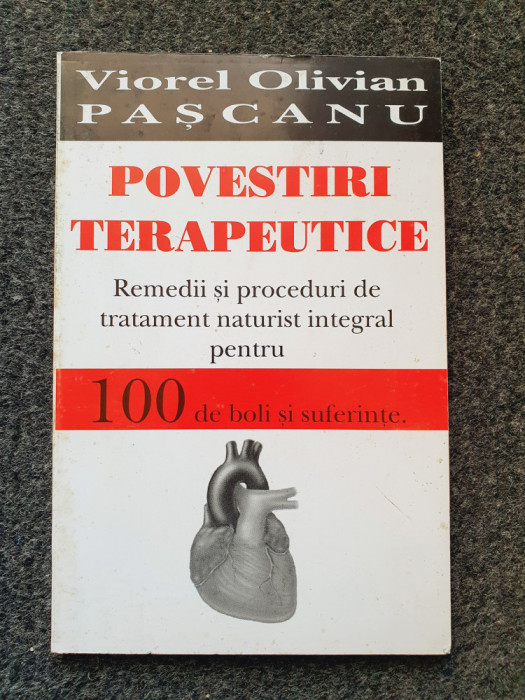 Viorel Olivian
PAȘCANU
POVESTIRI
TERAPEUTICE
Remedii și proceduri de
tratament naturist integral
pentru
100 de boli și suferințe.